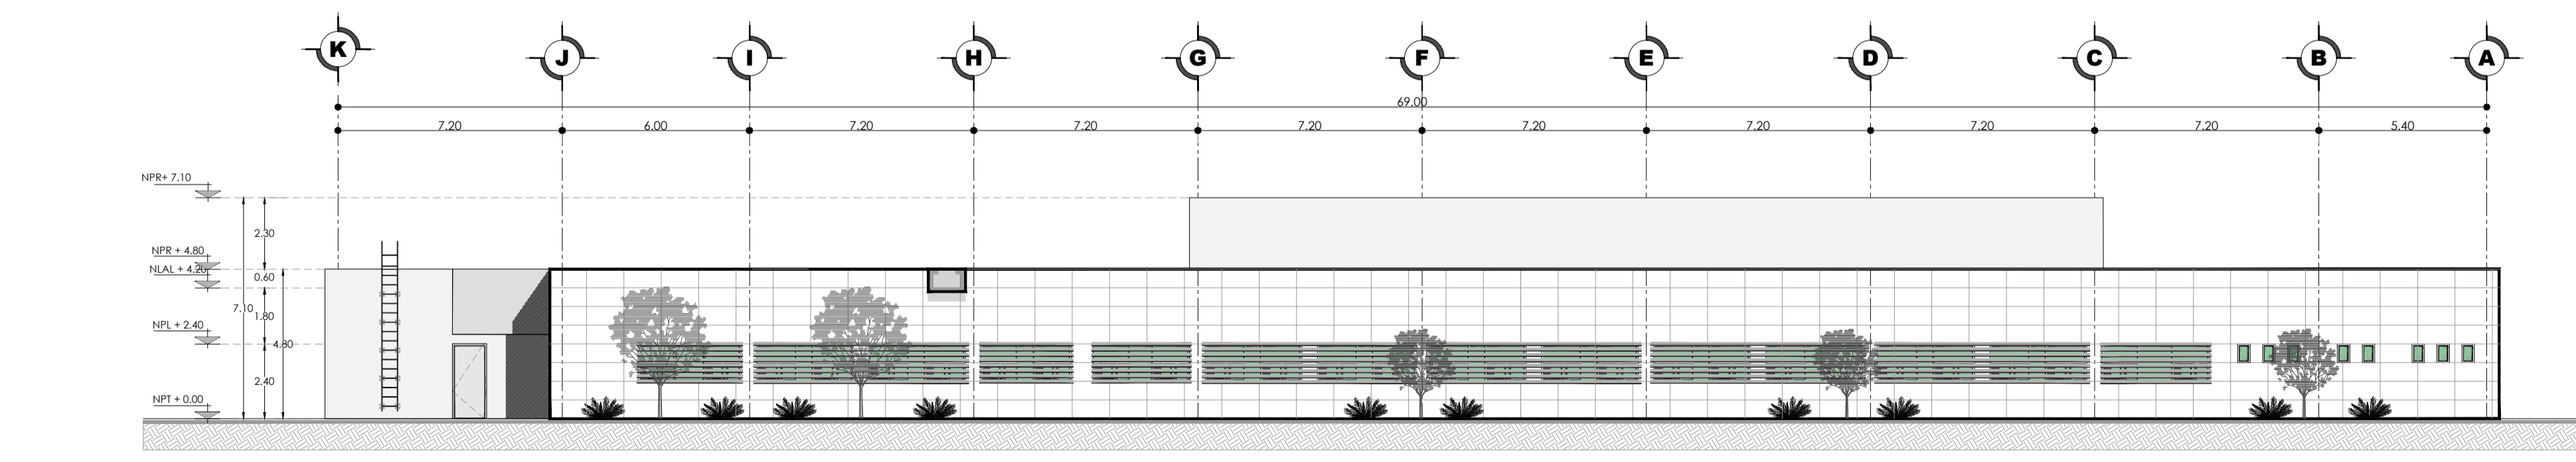 K J I H G F E D C B A
69.00
7.20 6.00 7.20 7.20 7.20 7.20 7.20 7.20 7.20 5.40
NPR+ 7.10
2.30
NPR + 4.80
NLAL + 4.20
0.60
7.10
1.80
NPL + 2.40
4.80
2.40
NPT + 0.00